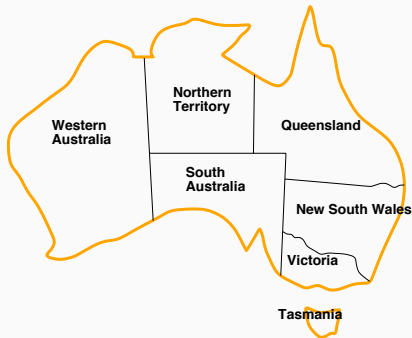 Northern
Territory
Western
Australia
Queensland
South
Australia
New South Wales
Victoria
Tasmania